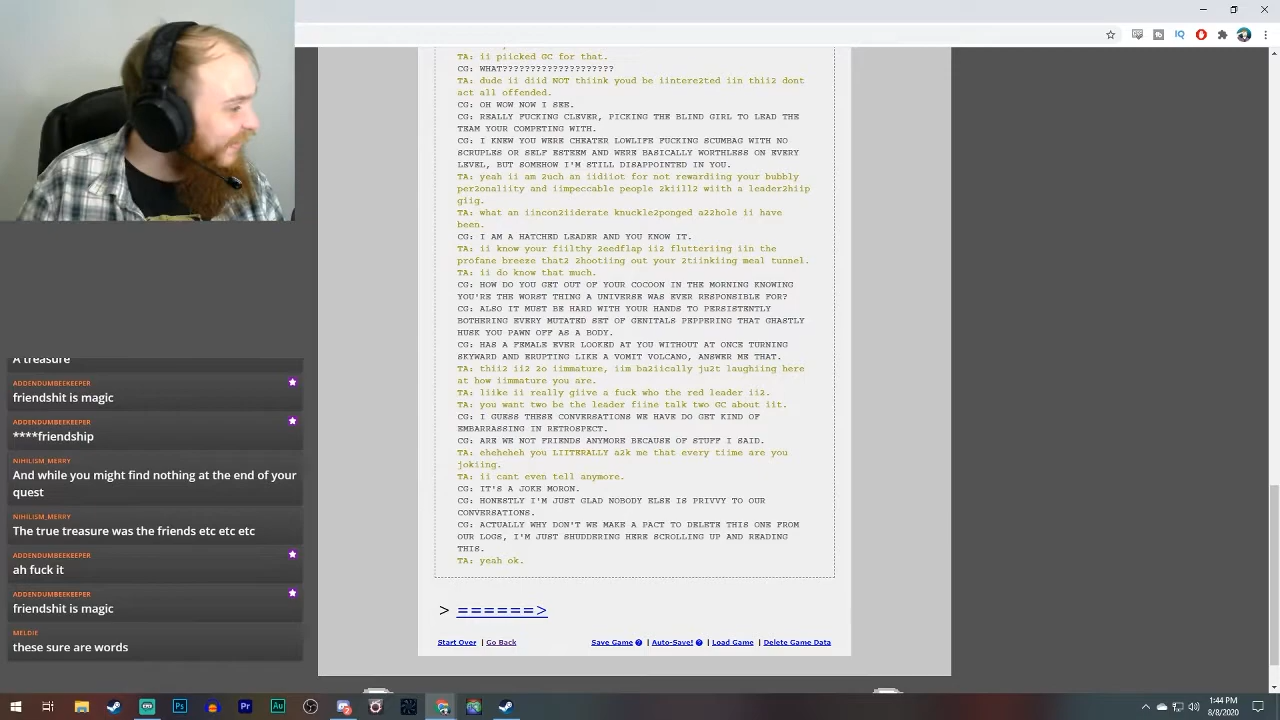 TA: ii piicked GC for that.
CG: WHAT???????????????????
TA: dude ii diid NOT thiink youd be iintere2ted iin thii2 dont
act all offended.
CG: OH WOW NOW I SEE.
CG: REALLY FUCKING CLEVER, PICKING THE BLIND GIRL TO LEAD THE
TEAM YOUR COMPETING WITH.
CG: I KNEW YOU WERE CHEATER LOWLIFE FUCKING SCUMBAG WITH NO
SCRUPLES OR SELF ESTEEM AND WERE BASICALLY WORTHLESS ON EVERY
LEVEL, BUT SOMEHOW I'M STILL DISAPPOINTED IN YOU.
TA: yeah ii am 2uch an iidiiot for not rewardiing your bubbly
per2onaliity and iimpeccable people 2kiill2 wiith a leader2hiip
giig.
TA: what an iincon2iiderate knuckle2ponged a22hole ii have
been.
CG: I AM A HATCHED LEADER AND YOU KNOW IT.
TA: ii know your fiilthy 2eedflap ii2 flutteriing iin the
profane breeze that2 2hootiing out your 2tiinkiing meal tunnel.
TA: ii do know that much.
CG: HOW DO YOU GET OUT OF YOUR COCOON IN THE MORNING KNOWING
YOU'RE THE WORST THING A UNIVERSE WAS EVER RESPONSIBLE FOR?
CG: ALSO IT MUST BE HARD WITH YOUR HANDS TO PERSISTENTLY
BOTHERING EVERY MUTATED SET OF GENITALS PEPPERING THAT GHASTLY
HUSK YOU PAWN OFF AS A BODY.
CG: HAS A FEMALE EVER LOOKED AT YOU WITHOUT AT ONCE TURNING
SKYWARD AND ERUPTING LIKE A VOMIT VOLCANO, ANSWER ME THAT.
TA: thii2 ii2 2o iimmature, iim ba2iically ju2t laughiing here
at how iimmature you are.
TA: liike ii really giive a fuck who the red leader ii2.
TA: you want two be the leader fiine talk two GC about iit.
CG: I GUESS THESE CONVERSATIONS WE HAVE DO GET KIND OF
EMBARRASSING IN RETROSPECT.
CG: ARE WE NOT FRIENDS ANYMORE BECAUSE OF STUFF I SAID.
TA: eheheheh you LIITERALLY a2k me that every tiime are you
jokiing.
TA: ii cant even tell anymore.
CG: IT'S A JOKE MORON.
CG: HONESTLY I'M JUST GLAD NOBODY ELSE IS PRIVVY TO OUR
CONVERSATIONS.
CG: ACTUALLY WHY DON'T WE MAKE A PACT TO DELETE THIS ONE FROM
OUR LOGS, I'M JUST SHUDDERING HERE SCROLLING UP AND READING
THIS.
TA: yeah ok.
> ======>
Start Over | Go Back
Save Game | Auto-Save! | Load Game | Delete Game Data
A treasure
ADDENDUMBEEKEEPER
friendshit is magic
ADDENDUMBEEKEEPER
****friendship
NIHILISM_MERRY
And while you might find nothing at the end of your
quest
NIHILISM_MERRY
The true treasure was the friends etc etc etc
ADDENDUMBEEKEEPER
ah fuck it
ADDENDUMBEEKEEPER
friendshit is magic
MELDIE
these sure are words
IQ
Ps
Pr
Au
1:44 PM
8/8/2020